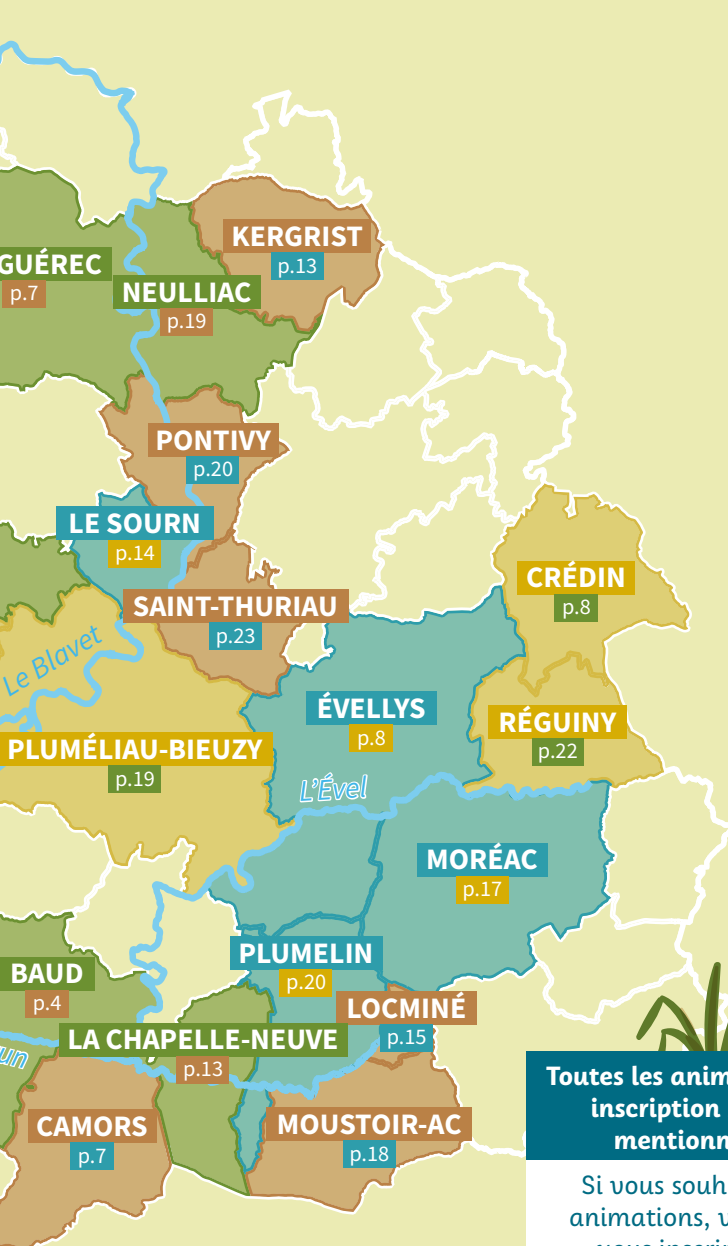 KERGRIST
p.13
GUÉREC
p.7
NEULLIAC
p.19
PONTIVY
p.20
LE SOURN
p.14
CRÉDIN
p.8
SAINT-THURIAU
p.23
Le Blavet
ÉVELLYS
p.8
RÉGUINY
p.22
PLUMÉLIAU-BIEUZY
p.19
L'Ével
MORÉAC
p.17
PLUMELIN
p.20
BAUD
p.4
LOCMINÉ
p.15
LA CHAPELLE-NEUVE
p.13
un
CAMORS
p.7
MOUSTOIR-AC
p.18
Toutes les anim
inscription
mentionn
Si vous souh
animations, v